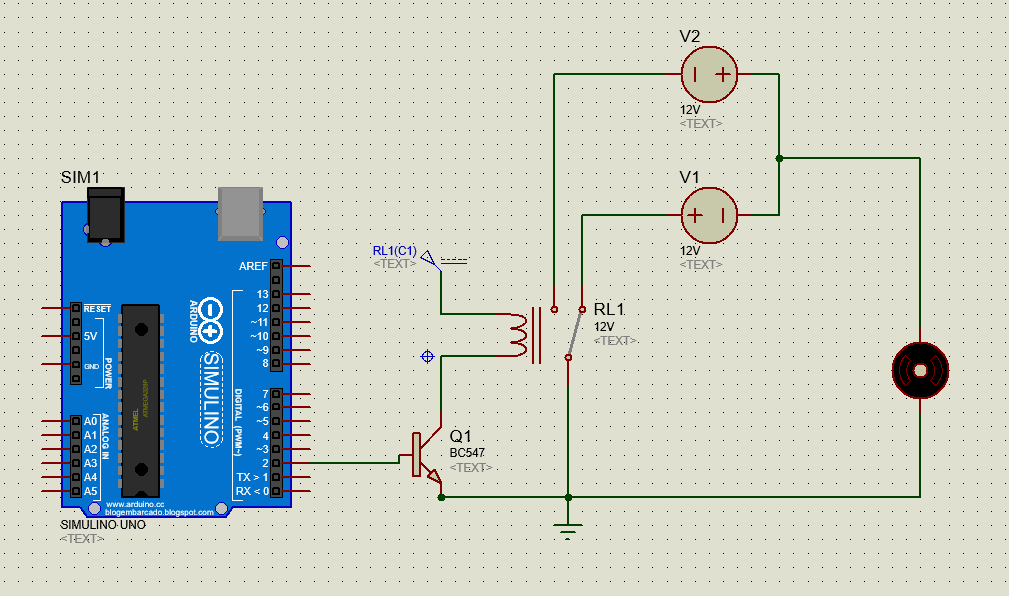 V2
12V
<TEXT>
V1
12V
<TEXT>
SIM1
RL1(C1)
<TEXT>
RL1
12V
<TEXT>
Q1
BC547
<TEXT>
AREF
13
12
~11
~10
~9
8
7
~6
~5
4
~3
2
TX > 1
RX < 0
RESET
5V
GND
POWER
A0
A1
A2
A3
A4
A5
ANALOG IN
ATMEL
ATMEGA328P
ARDUINO
SIMULINO
DIGITAL (PWM~)
www.arduino.cc
blogembarcado.blogspot.com
SIMULINO UNO
<TEXT>